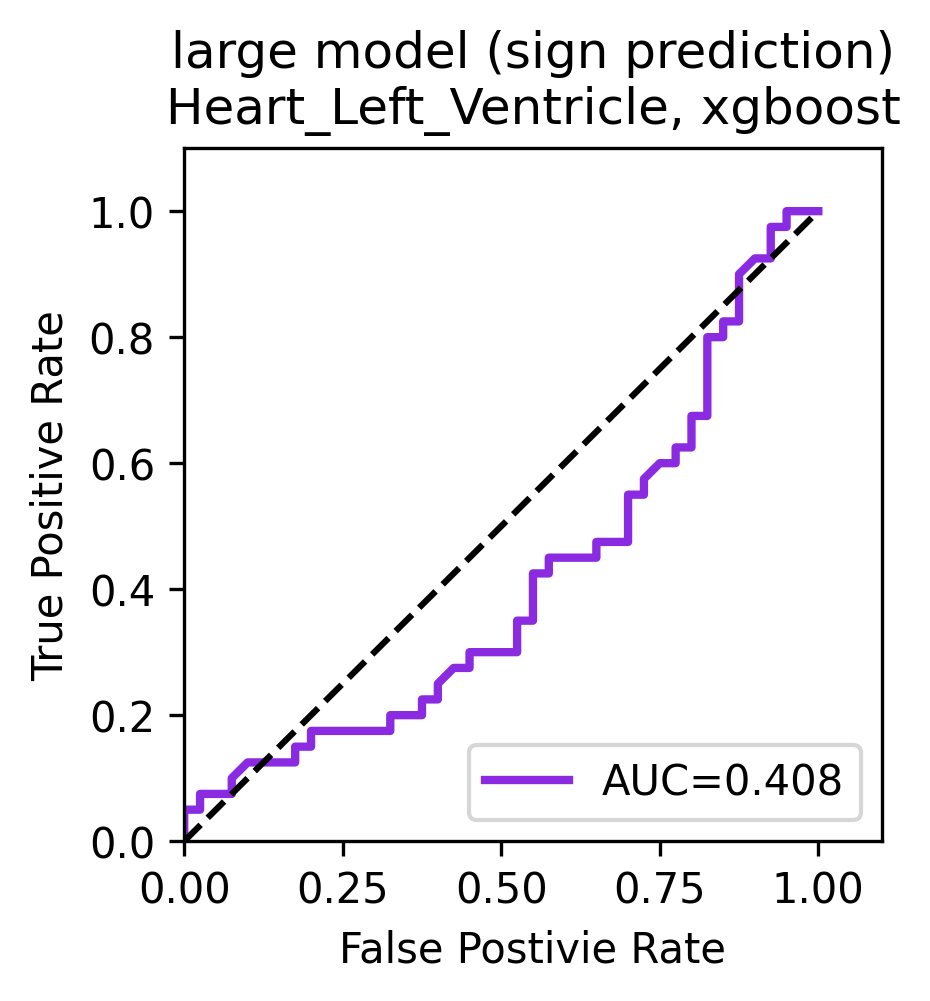 large model (sign prediction)
Heart_Left_Ventricle, xgboost
1.0
0.8
0.6
0.4
0.2
0.0
True Positive Rate
AUC=0.408
0.00 0.25 0.50 0.75 1.00
False Postivie Rate